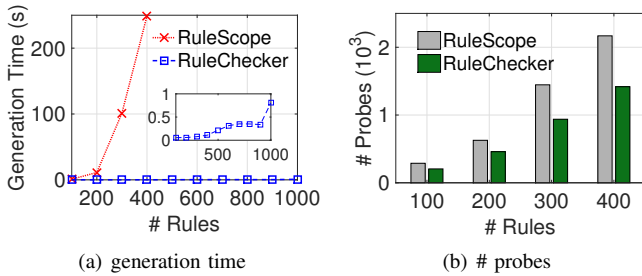 Generation Time (s)
200
100
0
RuleScope
RuleChecker
1
0.5
0
500
1000
200
400
600
800
1000
# Rules
(a) generation time
# Probes (10³)
2
1
0
RuleScope
RuleChecker
100
200
300
400
# Rules
(b) # probes